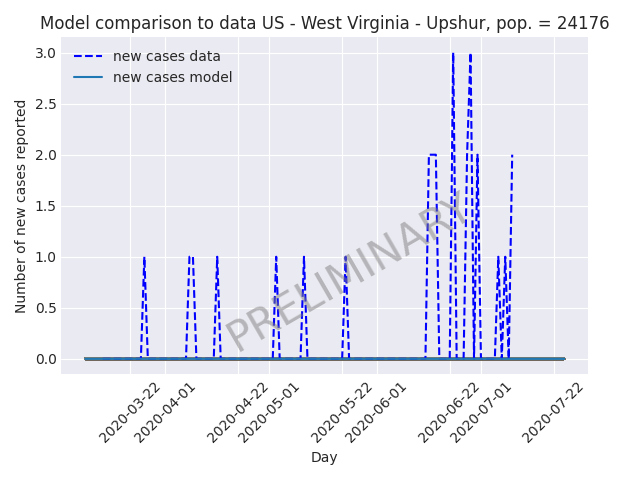 Model comparison to data US - West Virginia - Upshur, pop. = 24176
new cases data
new cases model
Number of new cases reported
3.0
2.5
2.0
1.5
1.0
0.5
0.0
PRELIMINARY
2020-03-22
2020-04-01
2020-04-22
2020-05-01
2020-05-22
2020-06-01
2020-06-22
2020-07-01
2020-07-22
Day